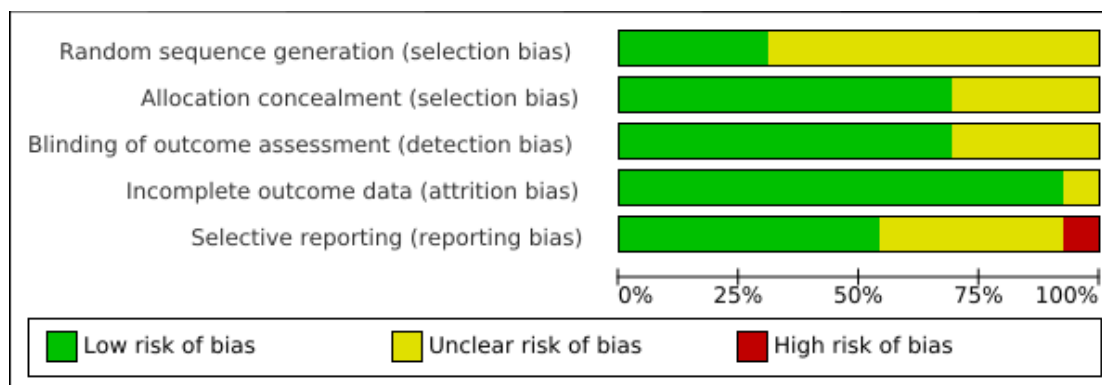 Random sequence generation (selection bias)
Allocation concealment (selection bias)
Blinding of outcome assessment (detection bias)
Incomplete outcome data (attrition bias)
Selective reporting (reporting bias)
0% 25% 50% 75% 100%
Low risk of bias Unclear risk of bias High risk of bias